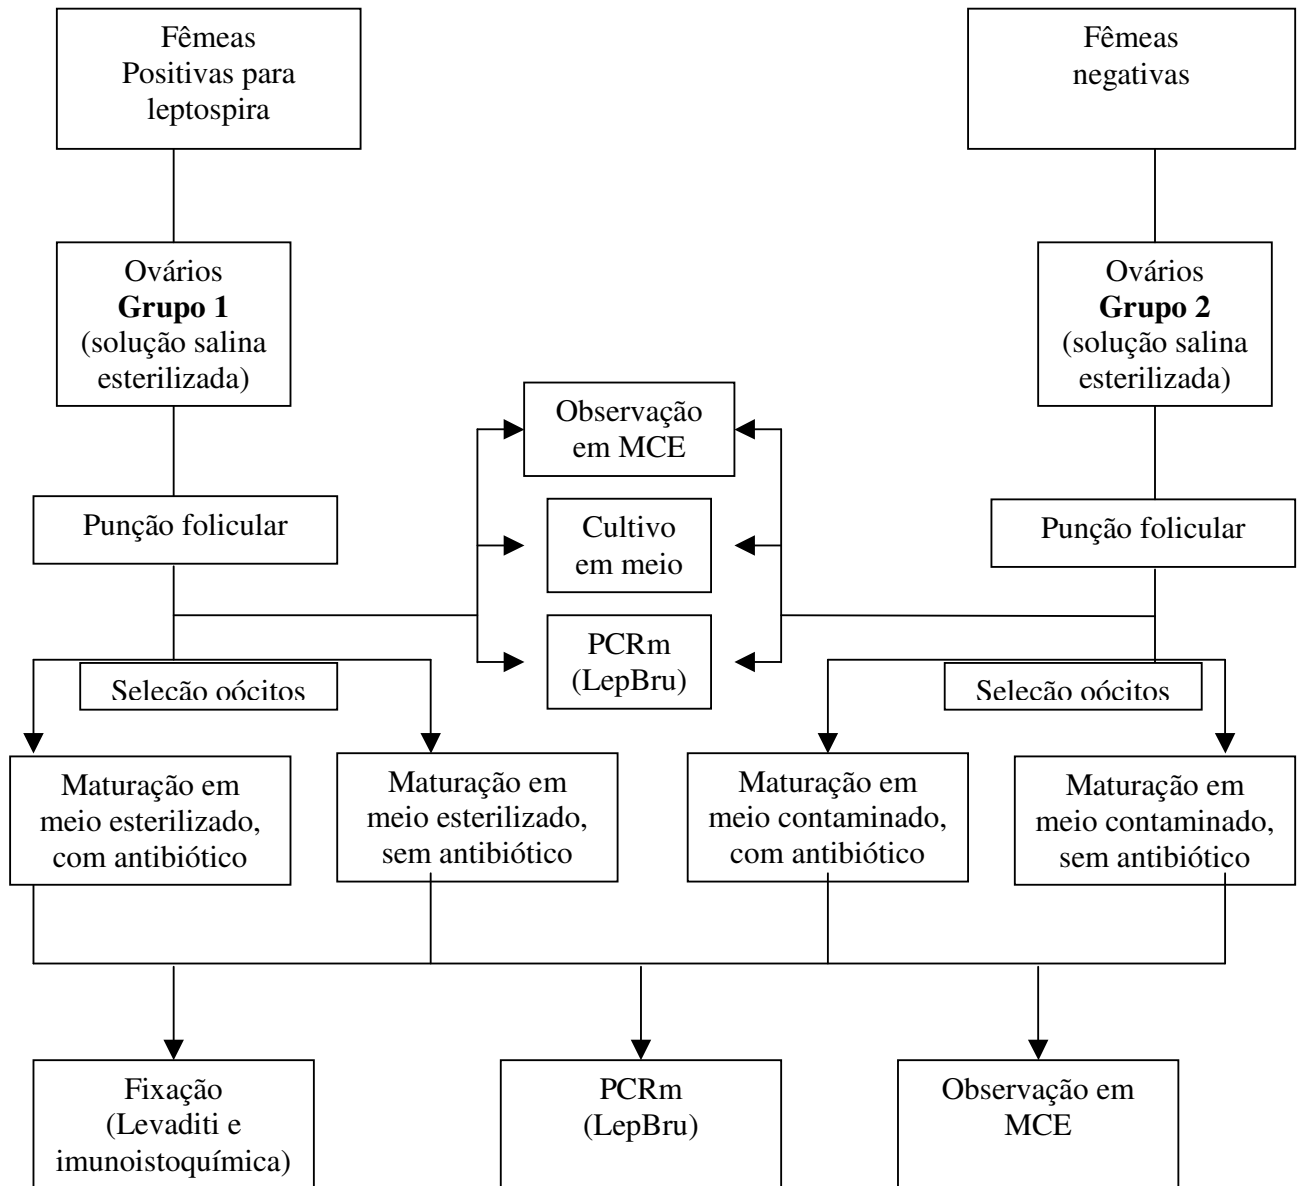 Fêmeas
Positivas para
leptospira
Fêmeas
negativas
Ovários
Grupo 1
(solução salina
esterilizada)
Ovários
Grupo 2
(solução salina
esterilizada)
Observação
em MCE
Punção folicular
Cultivo
em meio
Punção folicular
PCRm
(LepBru)
Seleção oócitos
Seleção oócitos
Maturação em
meio esterilizado,
com antibiótico
Maturação em
meio esterilizado,
sem antibiótico
Maturação em
meio contaminado,
com antibiótico
Maturação em
meio contaminado,
sem antibiótico
Fixação
(Levaditi e
imunoistoquímica)
PCRm
(LepBru)
Observação em
MCE